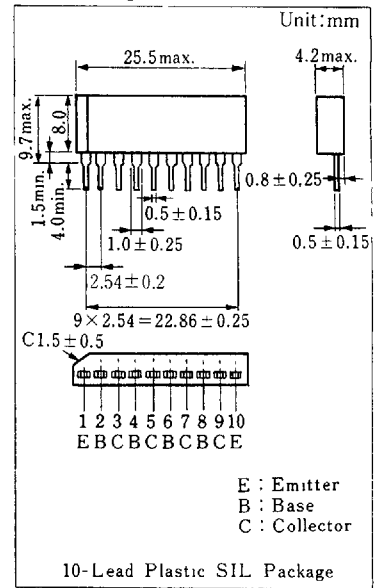 Unit:mm
25.5max.
4.2max.
9.7max.
8.0
1.5min.
4.0min.
0.8±0.25
0.5±0.15
1.0±0.25
0.5±0.15
2.54±0.2
9×2.54=22.86±0.25
C1.5±0.5
1 2 3 4 5 6 7 8 9 10
E B C B C B C B C E
E : Emitter
B : Base
C : Collector
10-Lead Plastic SIL Package